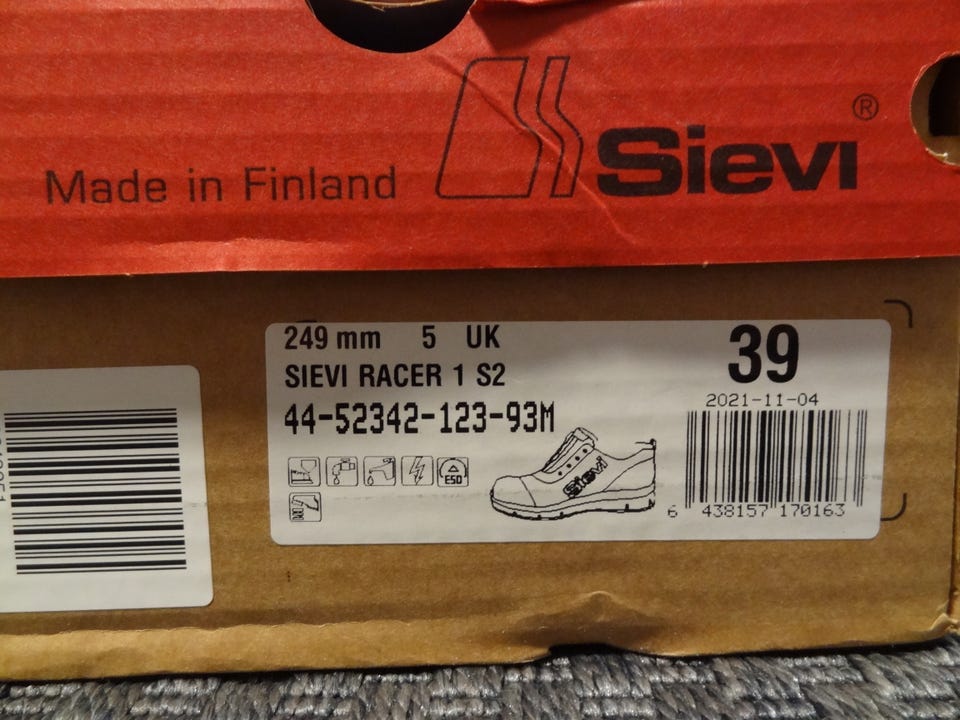 Made in Finland
Sievi®
249 mm 5 UK
39
SIEVI RACER 1 S2
2021-11-04
44-52342-123-93M
ESD
Sievi
6 438157 170163